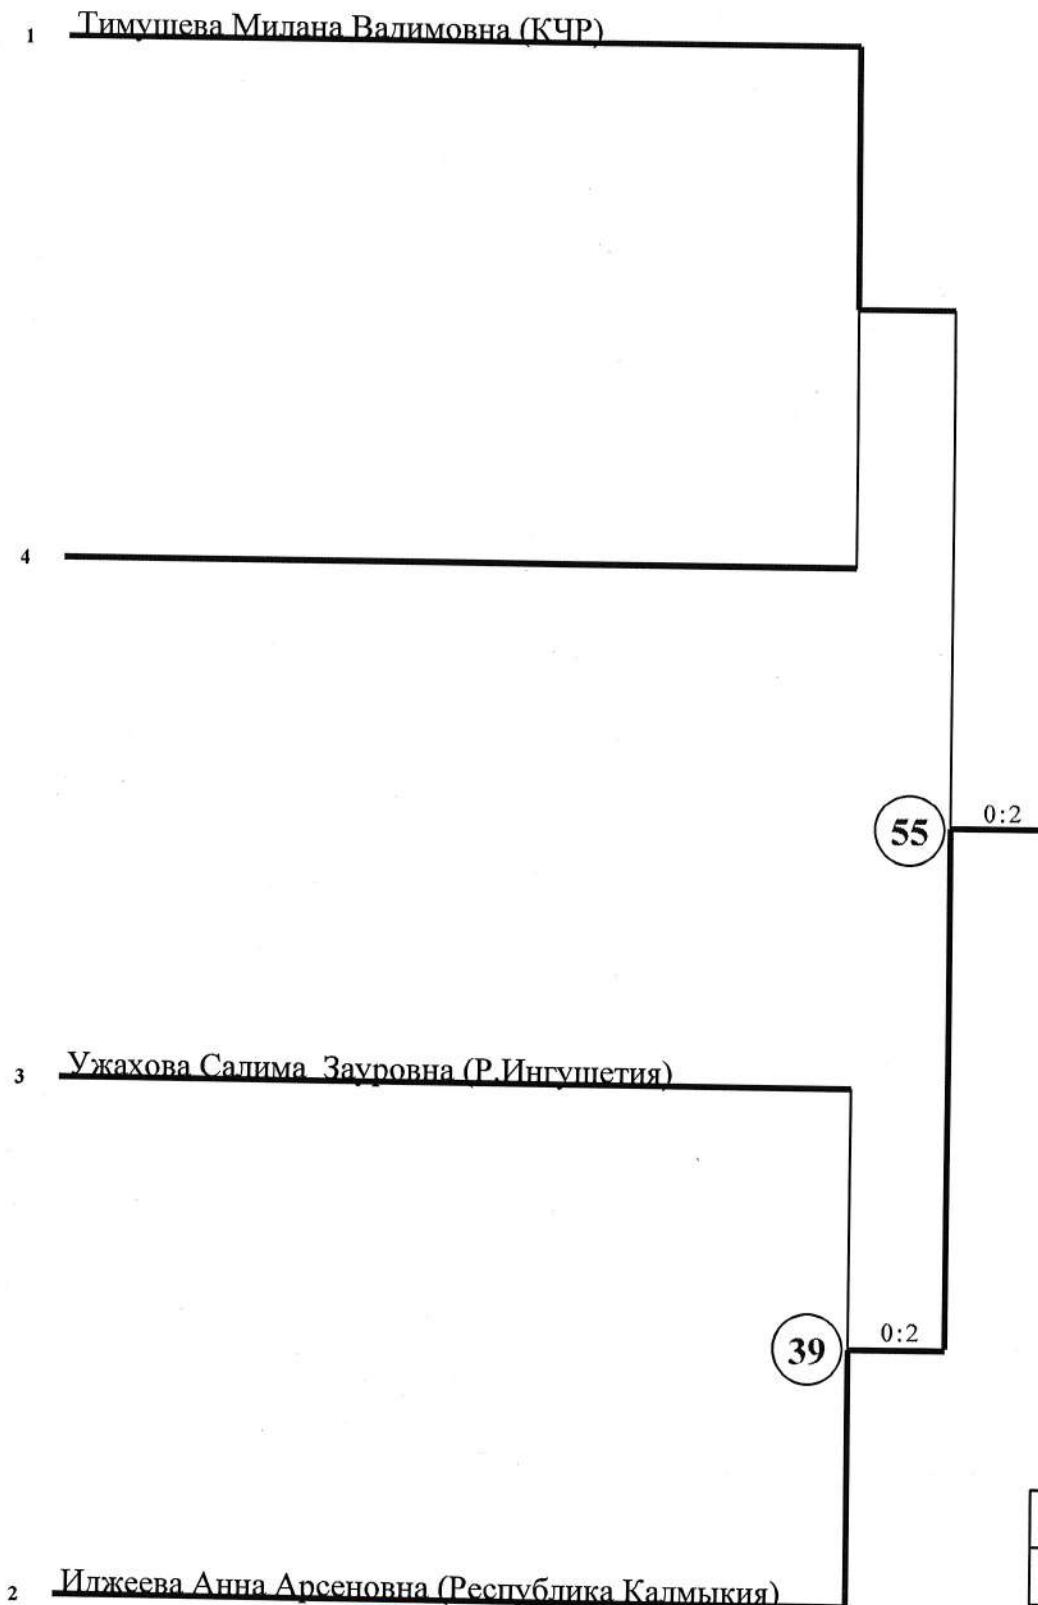 1 Тимушева Милана Вадимовна (КЧР)
4
55 0:2
3 Ужахова Салима Зауровна (Р.Ингушетия)
39 0:2
2 Илжеева Анна Арсеновна (Республика Калмыкия)